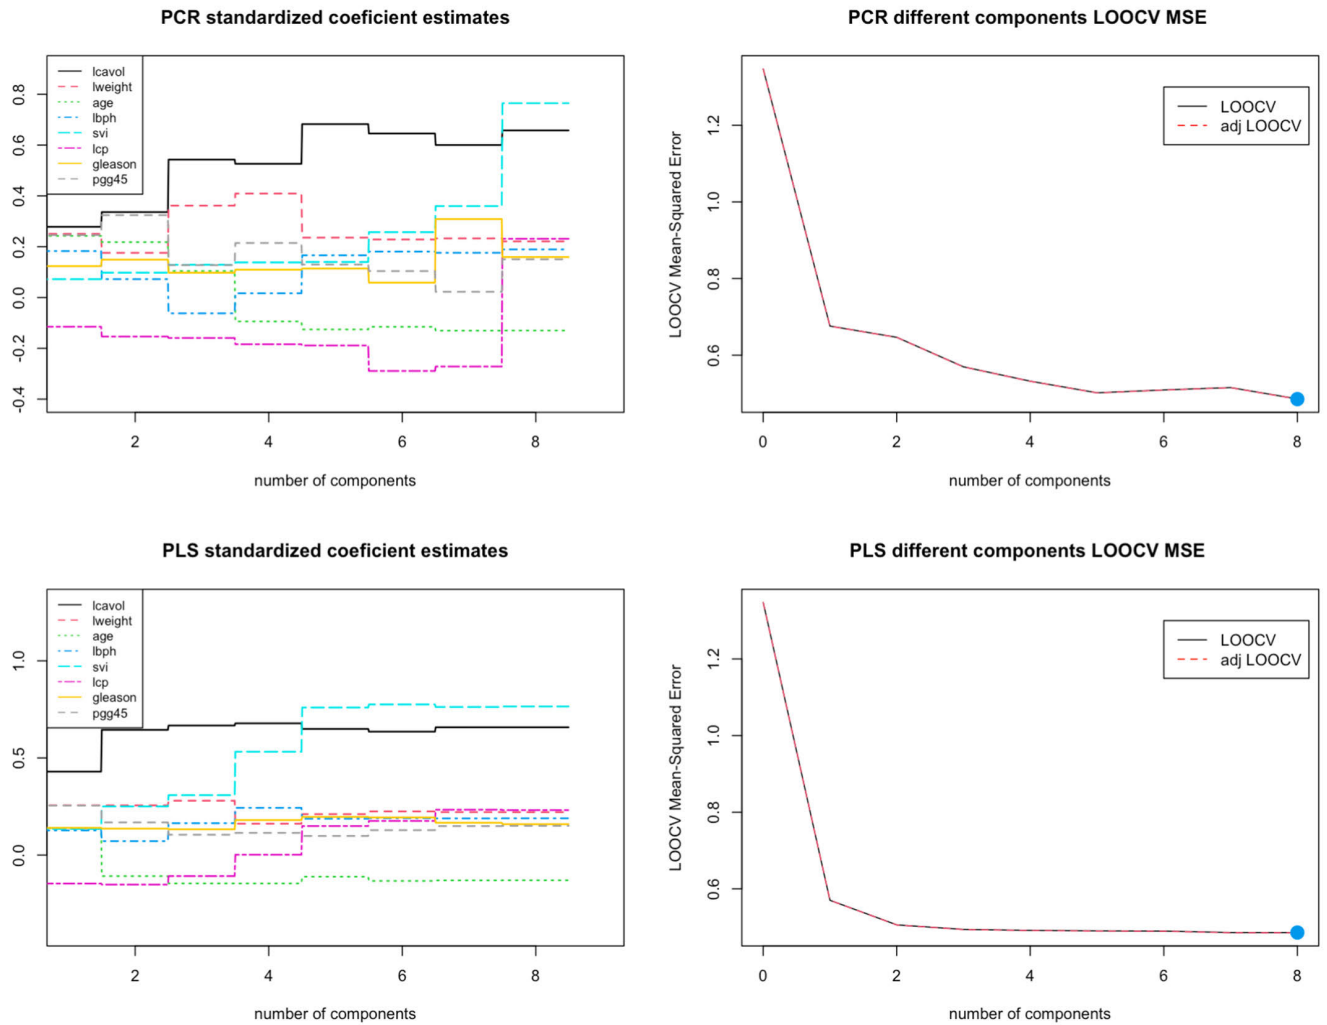 PCR standardized coeficient estimates
lcavol
lweight
age
lbph
svi
lcp
gleason
pgg45
0.8
0.6
0.4
0.2
0.0
-0.2
-0.4
2 4 6 8
number of components
PCR different components LOOCV MSE
LOOCV
adj LOOCV
LOOCV Mean-Squared Error
1.2
1.0
0.8
0.6
0 2 4 6 8
number of components
PLS standardized coeficient estimates
lcavol
lweight
age
lbph
svi
lcp
gleason
pgg45
1.0
0.5
0.0
2 4 6 8
number of components
PLS different components LOOCV MSE
LOOCV
adj LOOCV
LOOCV Mean-Squared Error
1.2
1.0
0.8
0.6
0 2 4 6 8
number of components